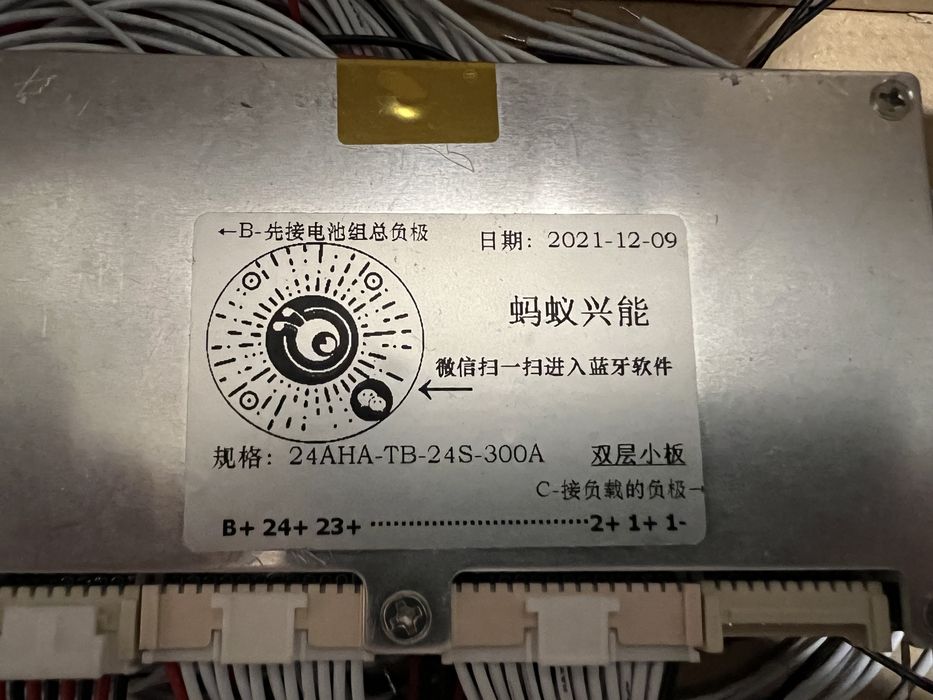 ←B-先接电池组总负极
日期: 2021-12-09
蚂蚁兴能
微信扫一扫进入蓝牙软件
规格: 24AHA-TB-24S-300A 双层小板
C-接负载的负极→
B+ 24+ 23+ ························ 2+ 1+ 1-